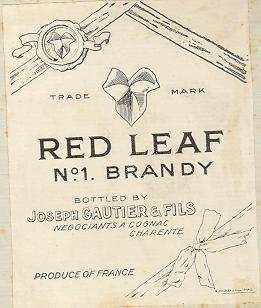 TRADE MARK
RED LEAF
Nº1. BRANDY
BOTTLED BY
JOSEPH GAUTIER & FILS
NEGOCIANTS A COGNAC
CHARENTE
PRODUCE OF FRANCE